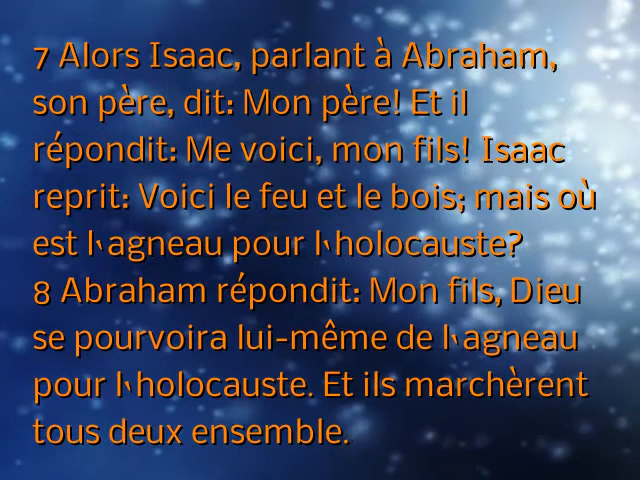 7 Alors Isaac, parlant à Abraham,
son père, dit: Mon père! Et il
répondit: Me voici, mon fils! Isaac
reprit: Voici le feu et le bois; mais où
est l`agneau pour l`holocauste?
8 Abraham répondit: Mon fils, Dieu
se pourvoira lui-même de l`agneau
pour l`holocauste. Et ils marchèrent
tous deux ensemble.